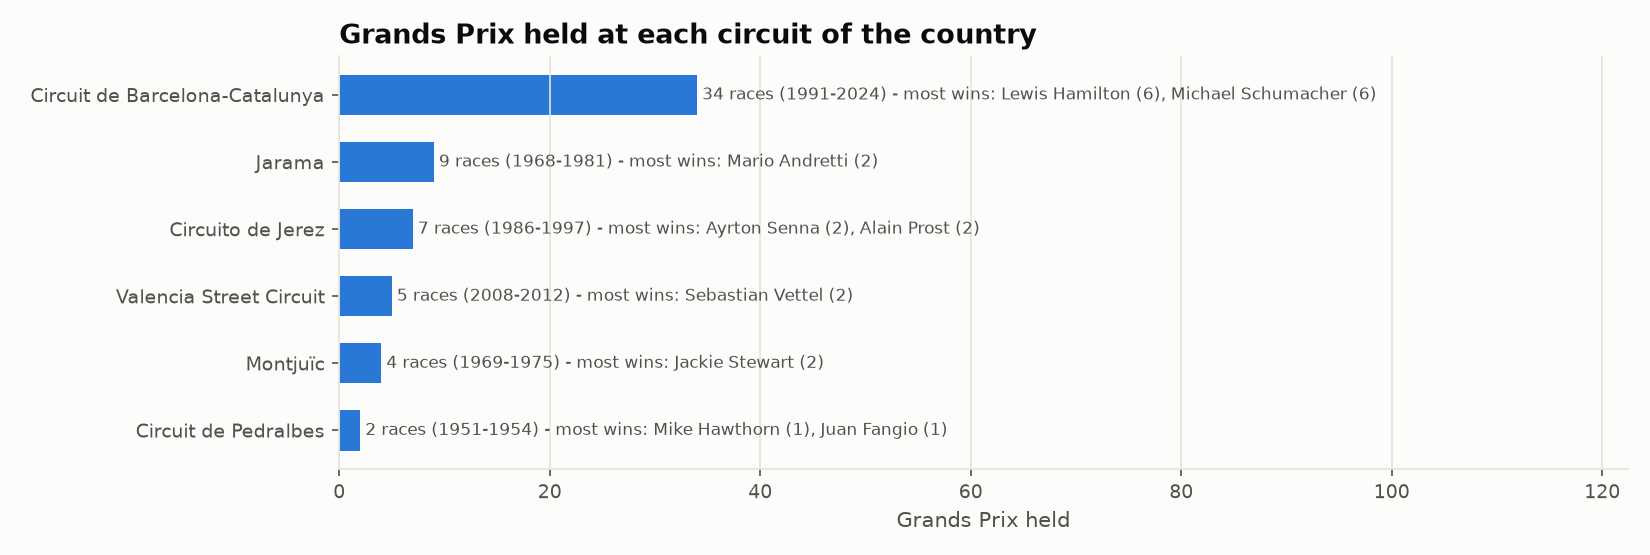 Grands Prix held at each circuit of the country
Circuit de Barcelona-Catalunya
34 races (1991-2024) - most wins: Lewis Hamilton (6), Michael Schumacher (6)
Jarama
9 races (1968-1981) - most wins: Mario Andretti (2)
Circuito de Jerez
7 races (1986-1997) - most wins: Ayrton Senna (2), Alain Prost (2)
Valencia Street Circuit
5 races (2008-2012) - most wins: Sebastian Vettel (2)
Montjuïc
4 races (1969-1975) - most wins: Jackie Stewart (2)
Circuit de Pedralbes
2 races (1951-1954) - most wins: Mike Hawthorn (1), Juan Fangio (1)
0 20 40 60 80 100 120
Grands Prix held